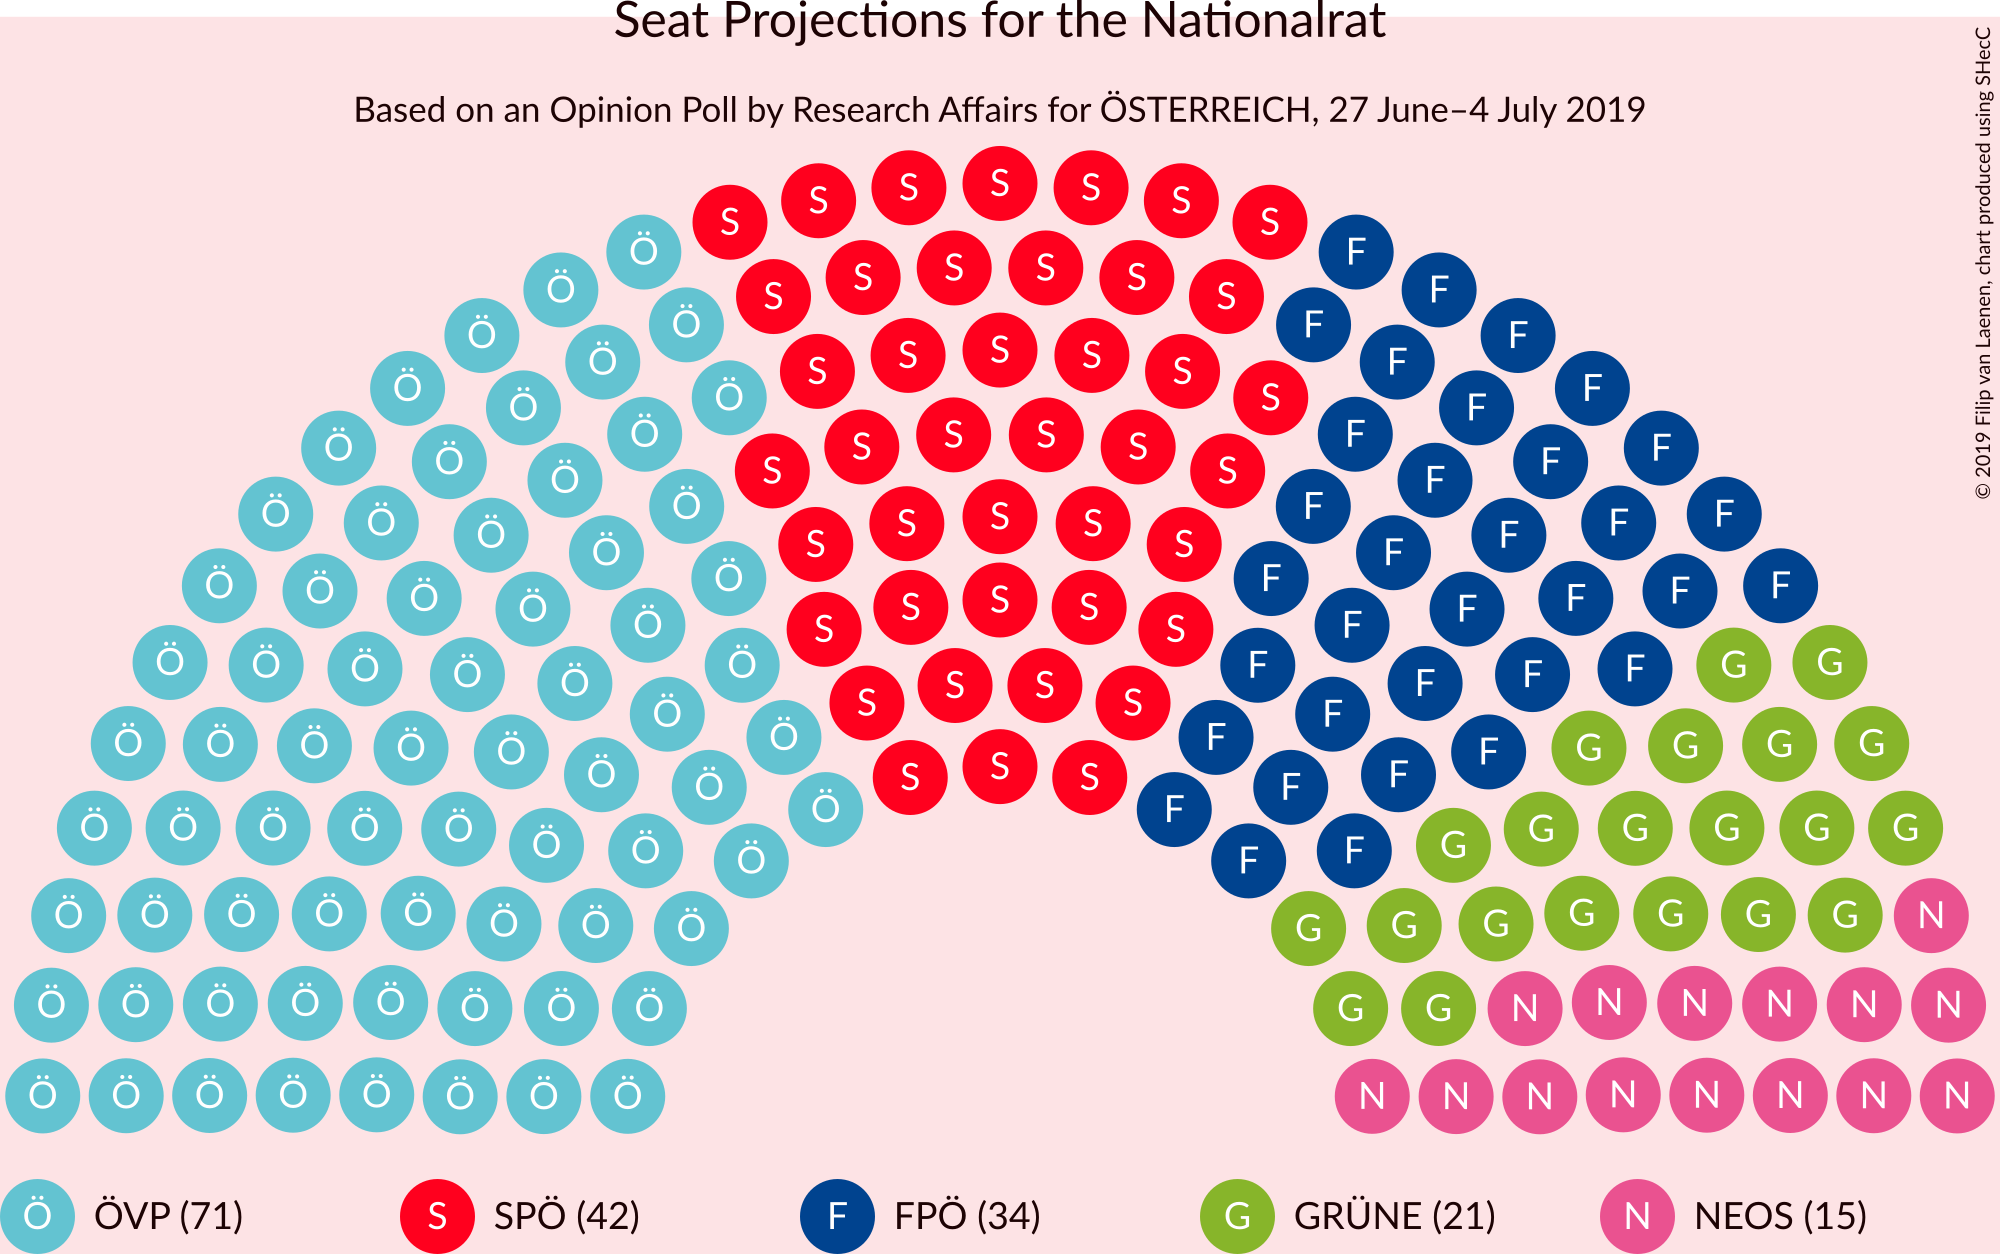 Seat Projections for the Nationalrat
Based on an Opinion Poll by Research Affairs for ÖSTERREICH, 27 June–4 July 2019
© 2019 Filip van Laenen, chart produced using SHecC
S S S S S
S S
Ö S S S S F
Ö S S F
Ö Ö F F
Ö S S S S S F
Ö Ö Ö S F F
Ö Ö Ö S S S S F F F
Ö S S F
Ö Ö Ö Ö S S S F F F F
Ö S S F
Ö Ö Ö Ö Ö S S S F F F F F
Ö S S F
Ö Ö Ö Ö Ö Ö S S F F F F G G
Ö S S F
Ö Ö Ö Ö Ö Ö Ö S F F F G G G G
Ö S S F
Ö Ö Ö Ö Ö Ö Ö Ö Ö F F F G G G G G G
Ö Ö Ö Ö Ö Ö Ö Ö G G G G G G G N
Ö Ö Ö Ö Ö Ö Ö Ö G G N N N N N N
Ö Ö Ö Ö Ö Ö Ö Ö N N N N N N N N
Ö ÖVP (71) S SPÖ (42) F FPÖ (34) G GRÜNE (21) N NEOS (15)